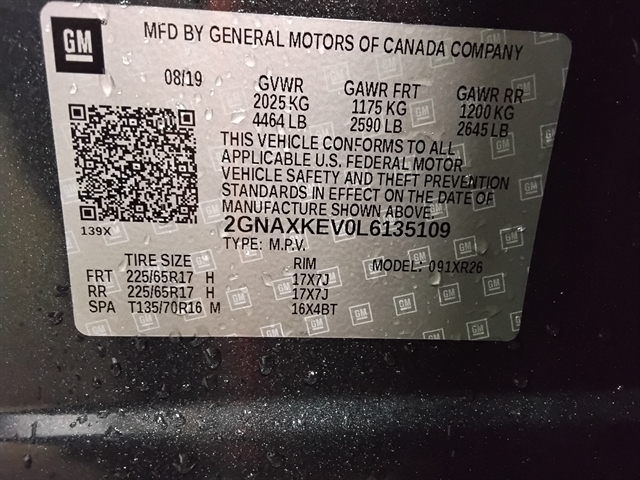 GM
MFD BY GENERAL MOTORS OF CANADA COMPANY
08/19 GVWR GAWR FRT GAWR RR
2025 KG 1175 KG 1200 KG
4464 LB 2590 LB 2645 LB
THIS VEHICLE CONFORMS TO ALL
APPLICABLE U.S. FEDERAL MOTOR
VEHICLE SAFETY AND THEFT PREVENTION
STANDARDS IN EFFECT ON THE DATE OF
MANUFACTURE SHOWN ABOVE.
139X 2GNAXKEV0L6135109
TYPE: M.P.V.
TIRE SIZE RIM MODEL: 091XR26
FRT 225/65R17 H 17X7J
RR 225/65R17 H 17X7J
SPA T135/70R16 M 16X4BT